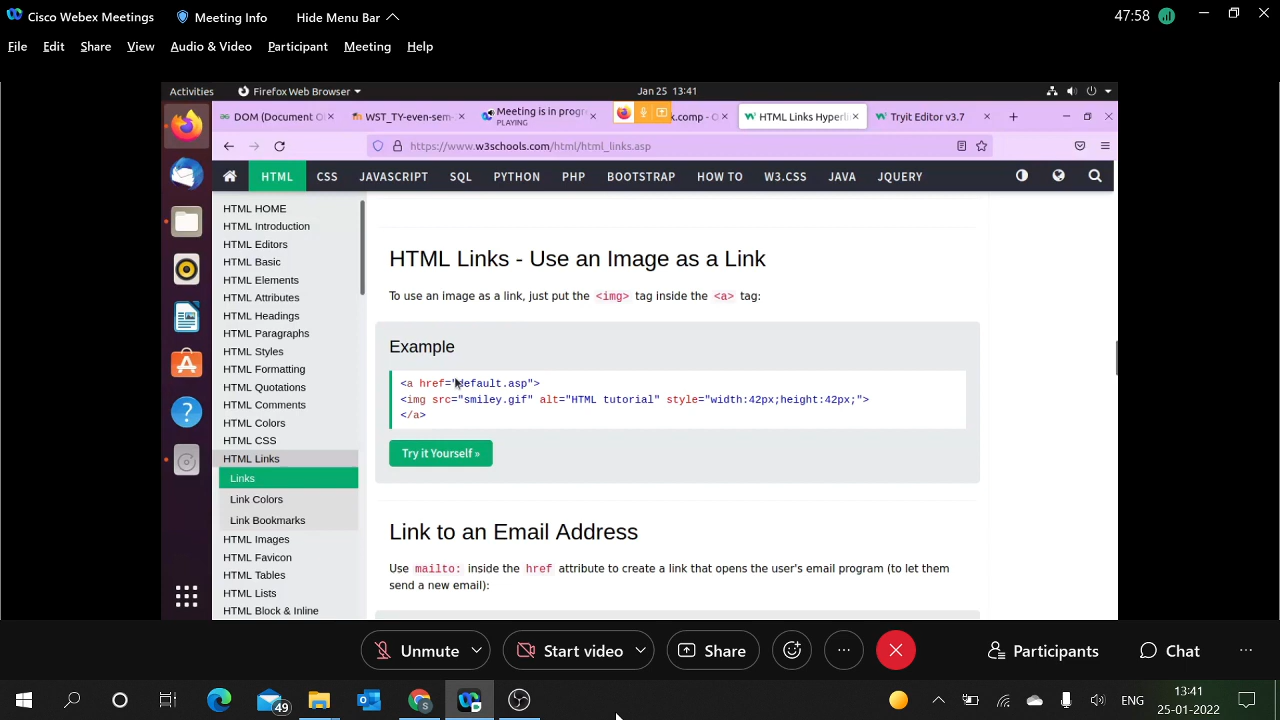 Cisco Webex Meetings
Meeting Info
Hide Menu Bar
47:58
File Edit Share View Audio & Video Participant Meeting Help
Activities
Firefox Web Browser
Jan 25 13:41
DOM (Document O
WST_TY-even-sem-
Meeting is in progr
PLAYING
k.comp -
HTML Links Hyperli
Tryit Editor v3.7
https://www.w3schools.com/html/html_links.asp
HTML CSS JAVASCRIPT SQL PYTHON PHP BOOTSTRAP HOW TO W3.CSS JAVA JQUERY
HTML HOME
HTML Introduction
HTML Editors
HTML Basic
HTML Elements
HTML Attributes
HTML Headings
HTML Paragraphs
HTML Styles
HTML Formatting
HTML Quotations
HTML Comments
HTML Colors
HTML CSS
HTML Links
Links
Link Colors
Link Bookmarks
HTML Images
HTML Favicon
HTML Tables
HTML Lists
HTML Block & Inline
HTML Links - Use an Image as a Link
To use an image as a link, just put the <img> tag inside the <a> tag:
Example
<a href="default.asp">
<img src="smiley.gif" alt="HTML tutorial" style="width:42px;height:42px;">
</a>
Try it Yourself »
Link to an Email Address
Use mailto: inside the href attribute to create a link that opens the user's email program (to let them
send a new email):
Unmute
Start video
Share
Participants
Chat
49
S
ENG
13:41
25-01-2022